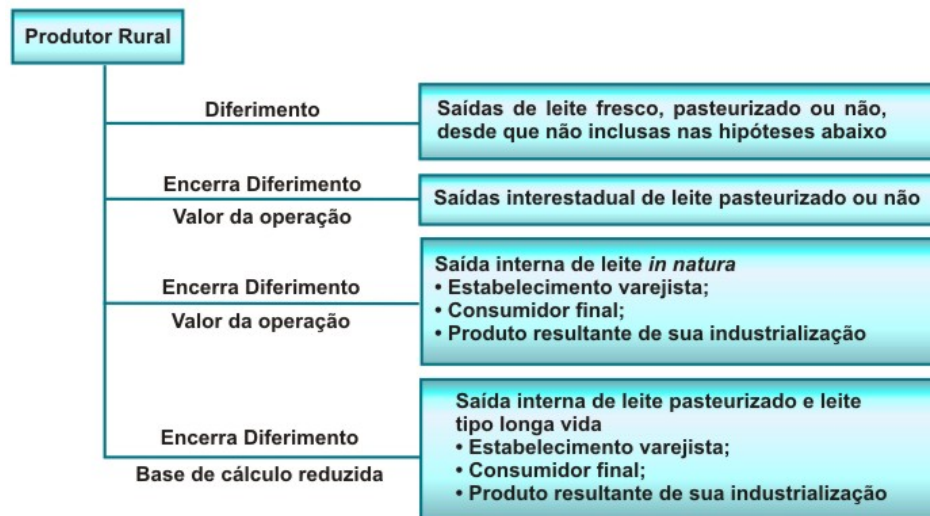 Produtor Rural
Diferimento
Saídas de leite fresco, pasteurizado ou não,
desde que não inclusas nas hipóteses abaixo
Encerra Diferimento
Valor da operação
Saídas interestadual de leite pasteurizado ou não
Encerra Diferimento
Valor da operação
Saída interna de leite in natura
• Estabelecimento varejista;
• Consumidor final;
• Produto resultante de sua industrialização
Encerra Diferimento
Base de cálculo reduzida
Saída interna de leite pasteurizado e leite
tipo longa vida
• Estabelecimento varejista;
• Consumidor final;
• Produto resultante de sua industrialização